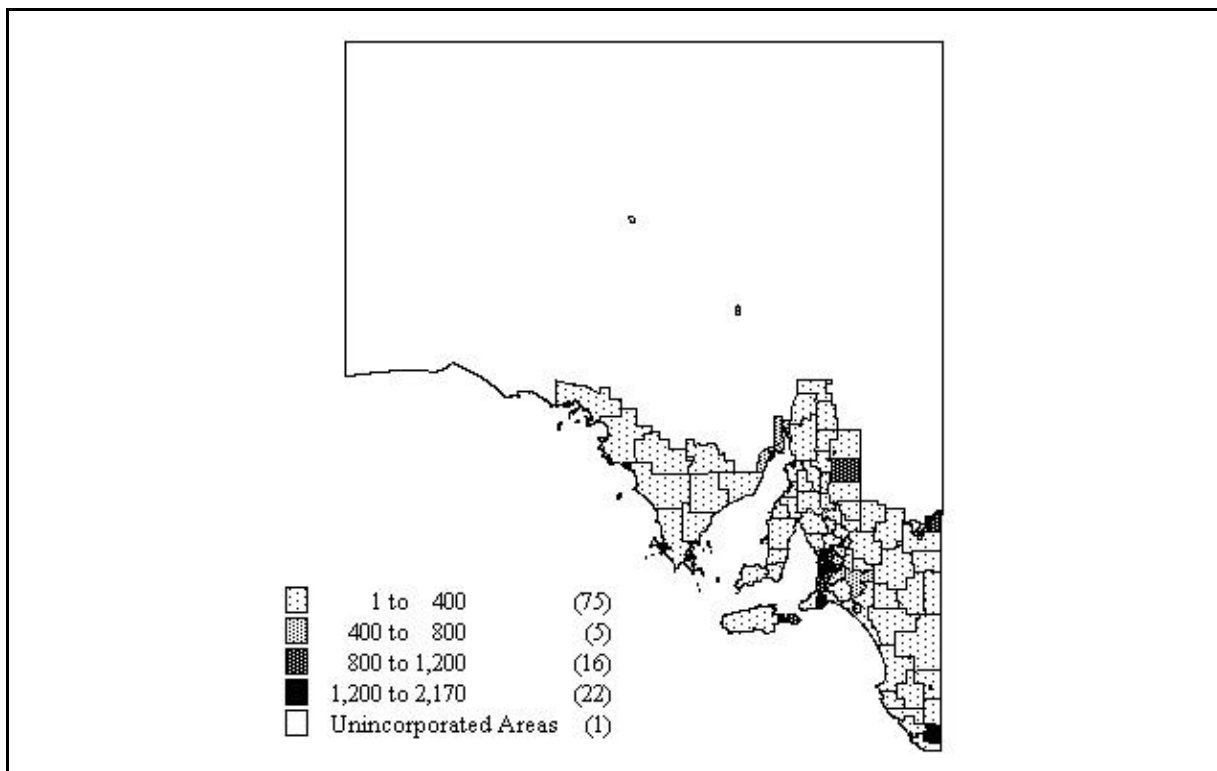 1 to 400 (75)
400 to 800 (5)
800 to 1,200 (16)
1,200 to 2,170 (22)
Unincorporated Areas (1)